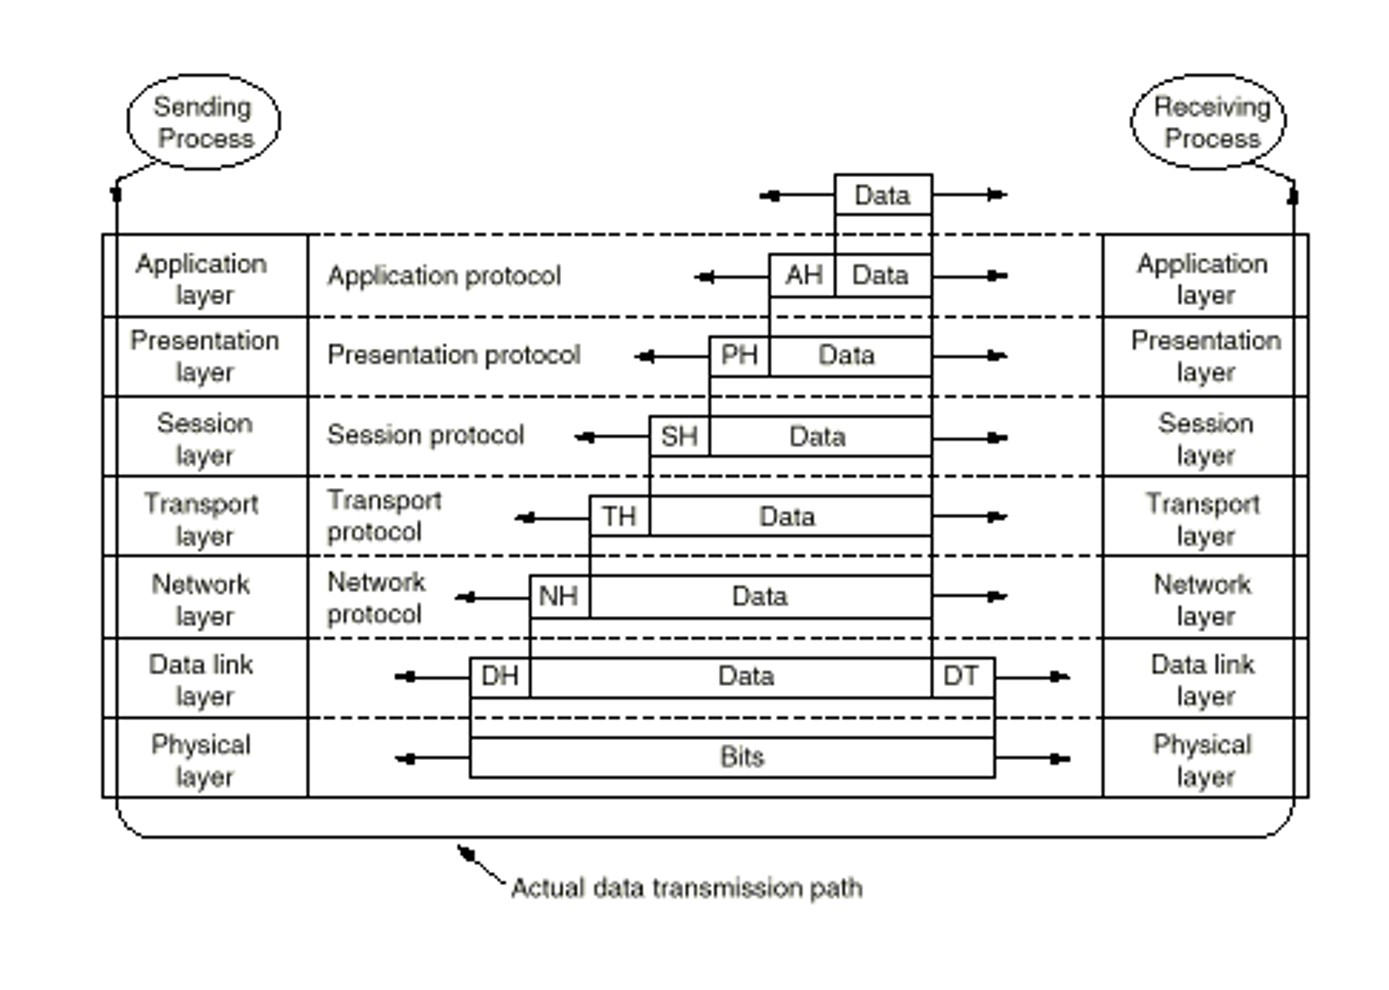 Sending
Process
Receiving
Process
Data
Application
layer
Application protocol
AH
Data
Application
layer
Presentation
layer
Presentation protocol
PH
Data
Presentation
layer
Session
layer
Session protocol
SH
Data
Session
layer
Transport
layer
Transport
protocol
TH
Data
Transport
layer
Network
layer
Network
protocol
NH
Data
Network
layer
Data link
layer
DH
Data
DT
Data link
layer
Physical
layer
Bits
Physical
layer
Actual data transmission path